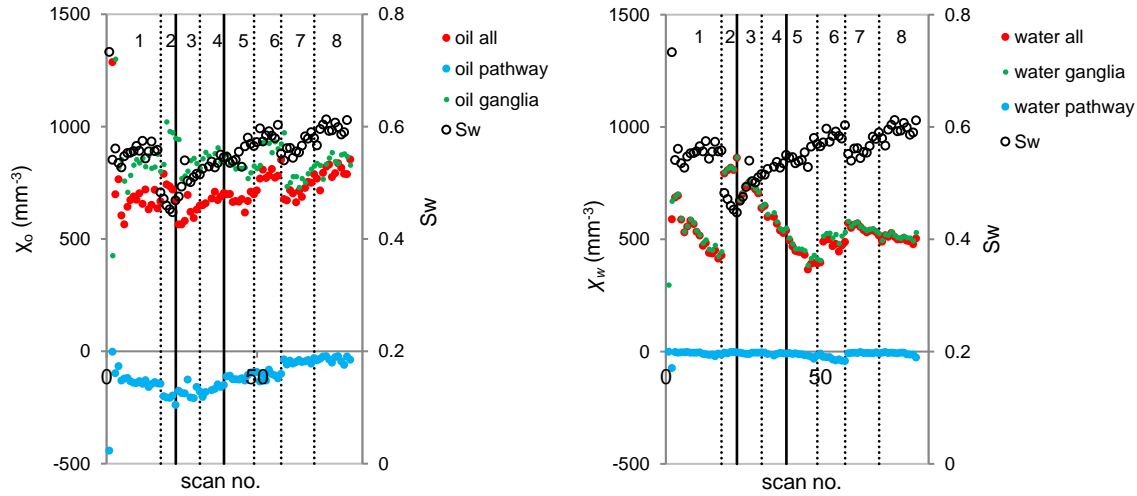 1500
1000
500
0
-500
0.8
0.6
0.4
0.2
0
0
50
1 2 3 4 5 6 7 8
χₒ (mm⁻³)
Sw
scan no.
oil all
oil pathway
oil ganglia
Sw
1500
1000
500
0
-500
0.8
0.6
0.4
0.2
0
0
50
1 2 3 4 5 6 7 8
χw (mm⁻³)
Sw
scan no.
water all
water ganglia
water pathway
Sw